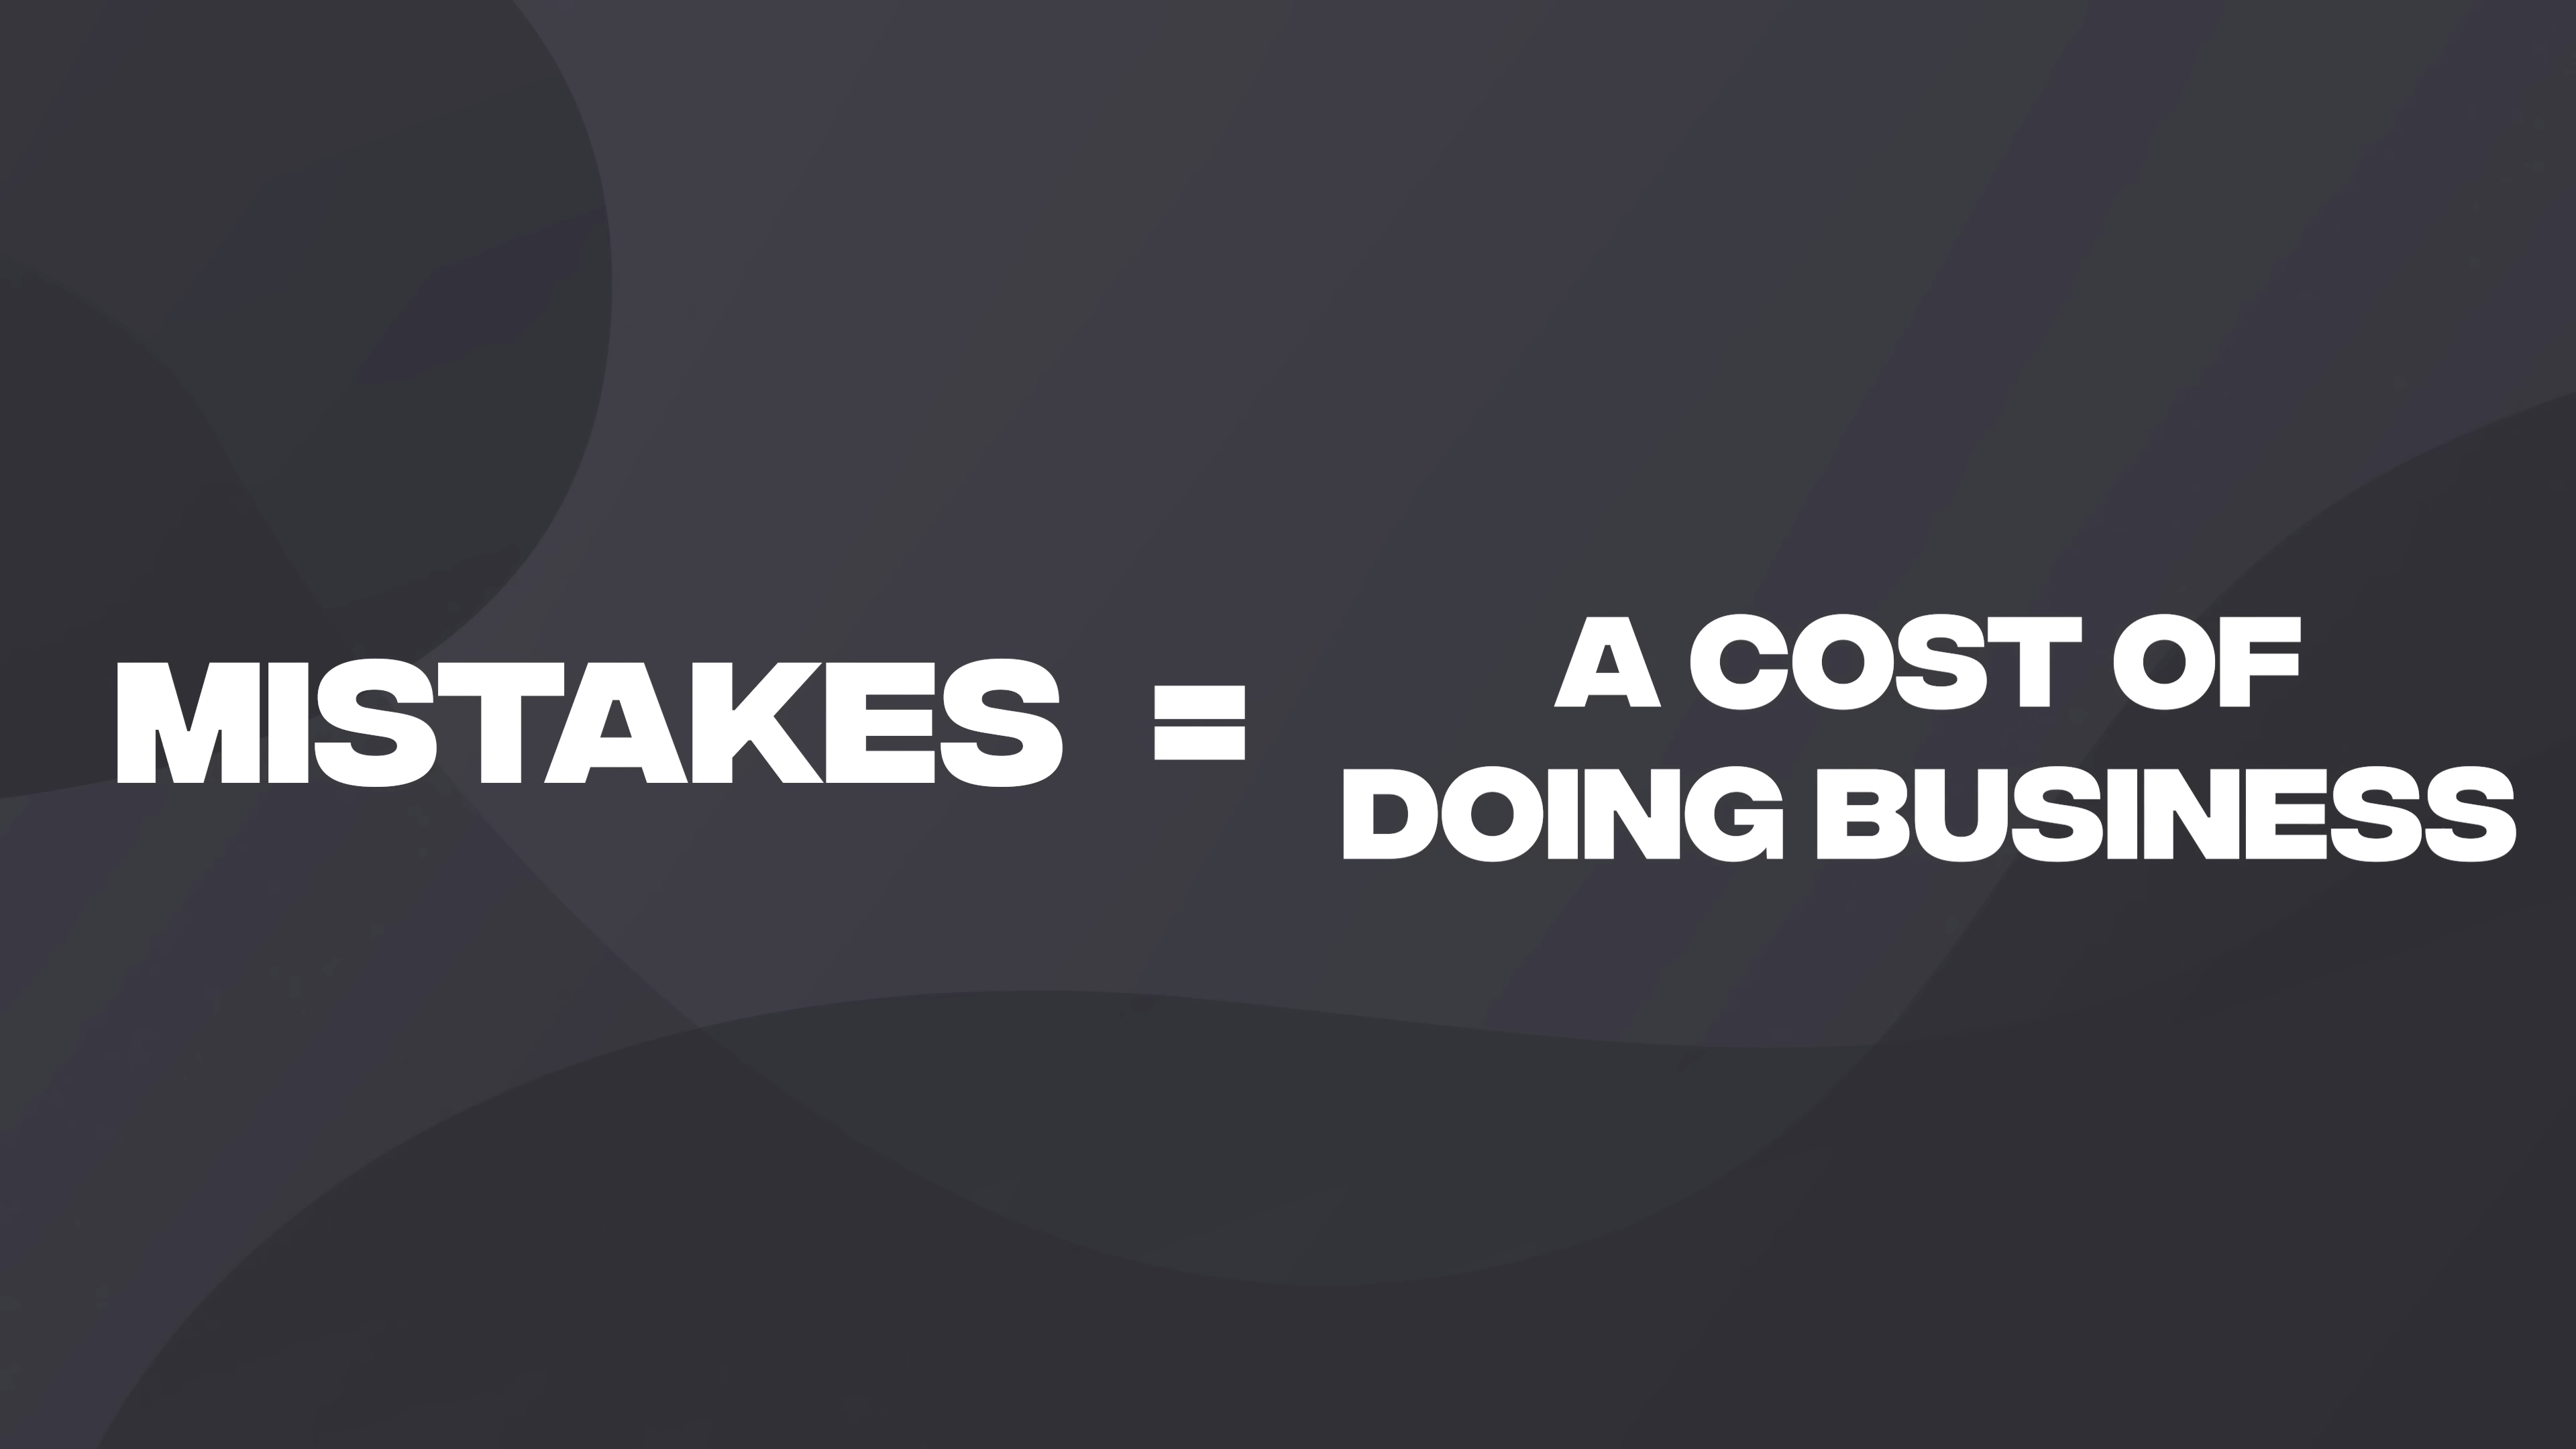 MISTAKES =
A COST OF
DOING BUSINESS